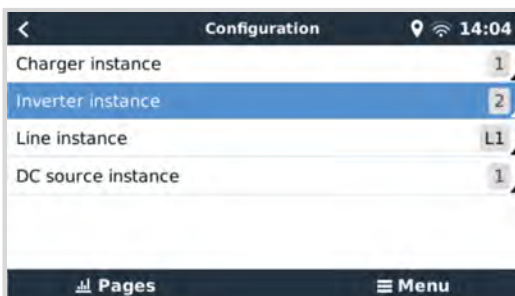 Configuration 14:04
Charger instance 1
Inverter instance 2
Line instance L1
DC source instance 1
Pages Menu